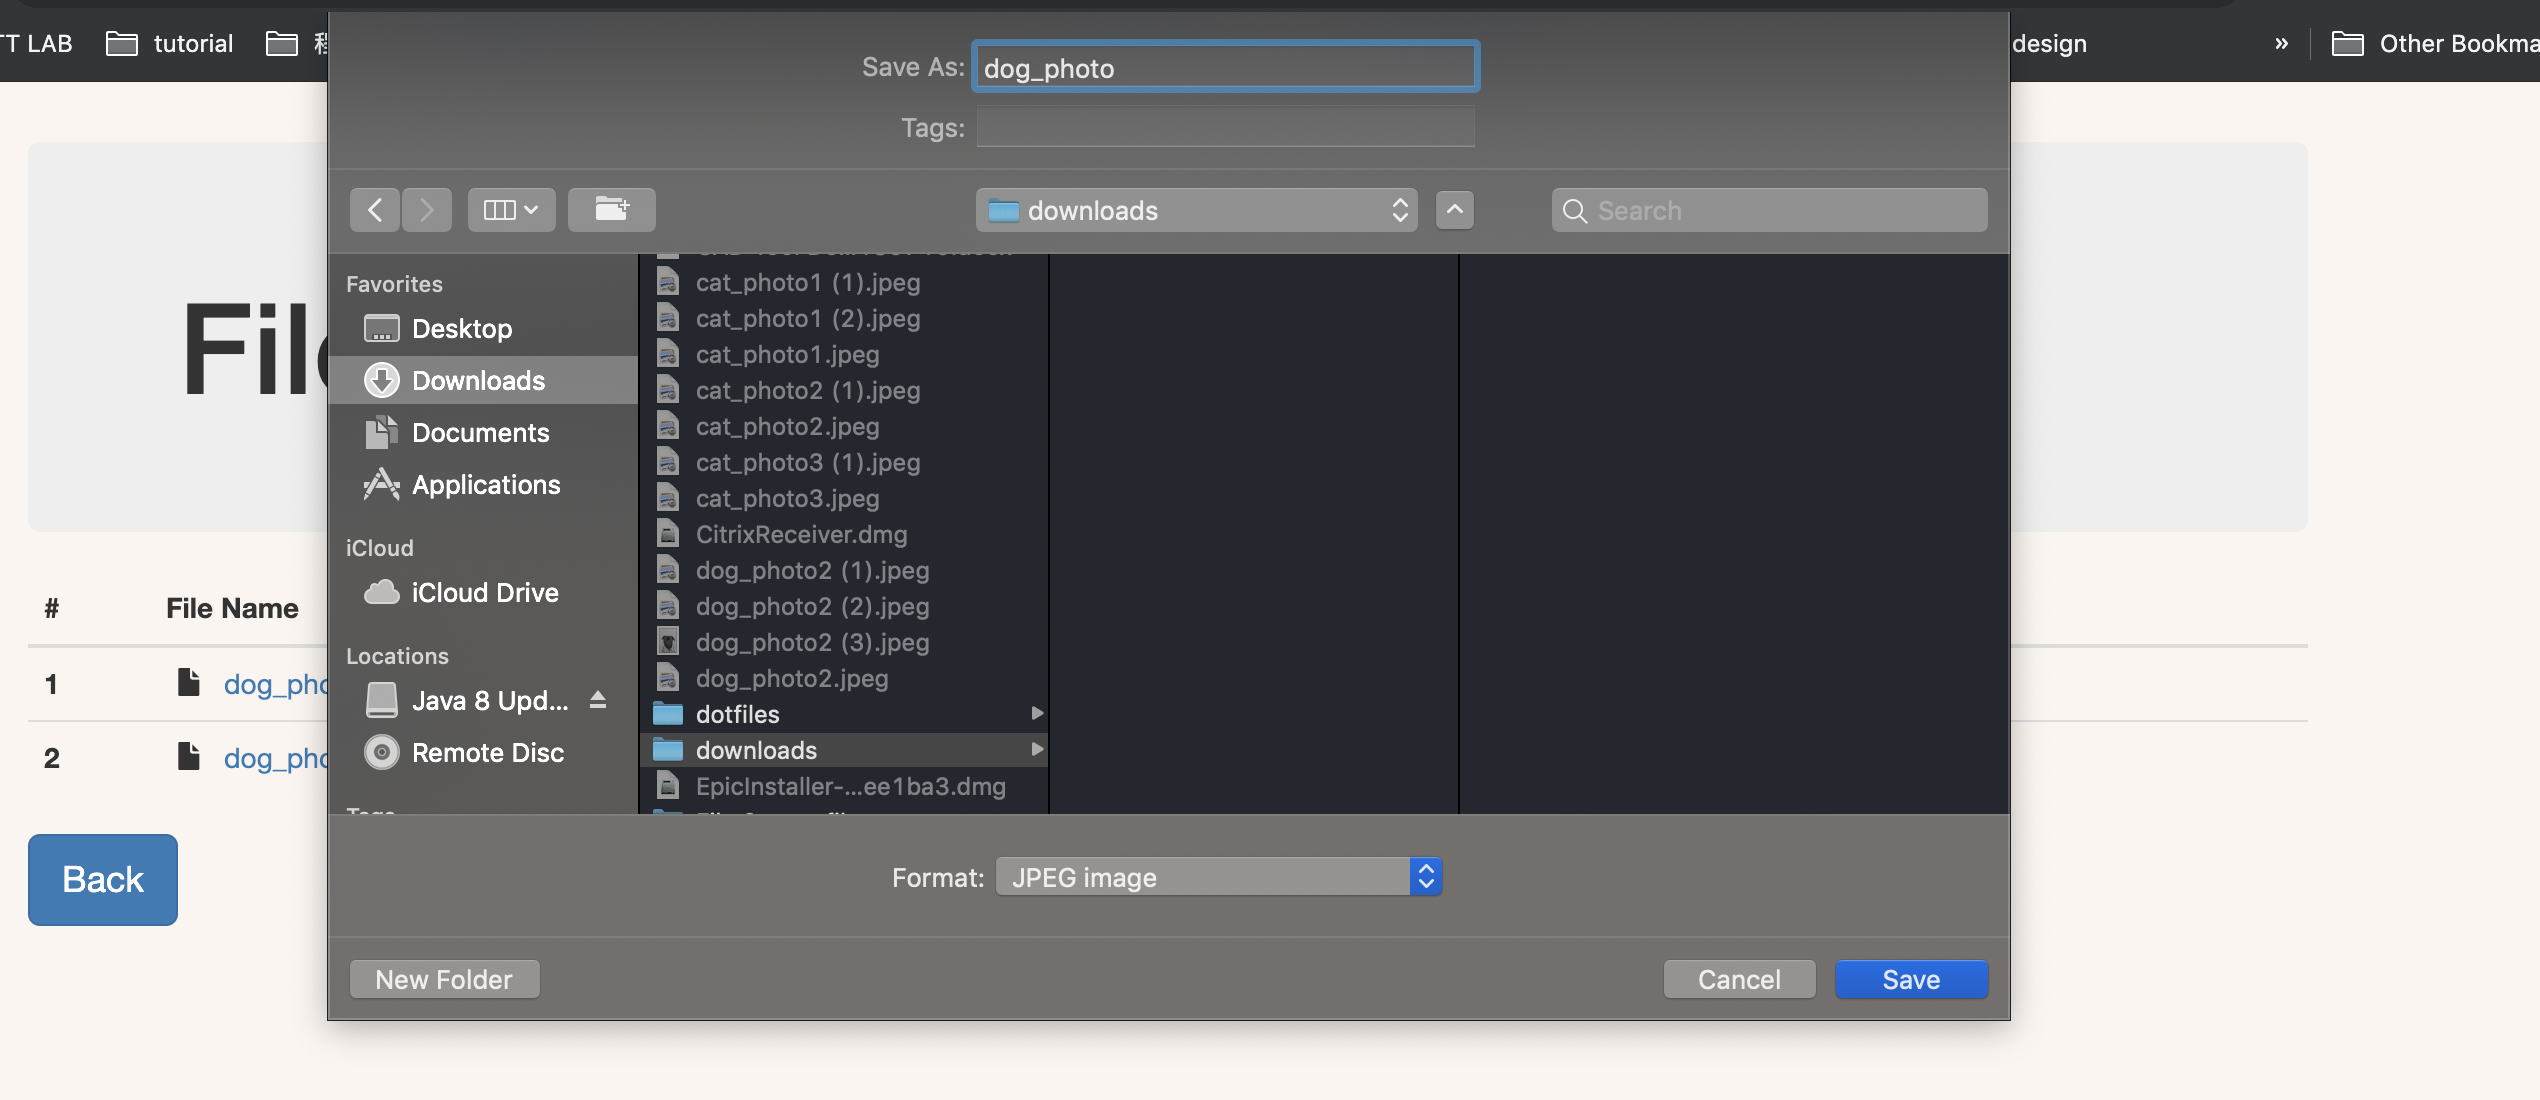 TT LAB
tutorial
design
»
Other Bookma
Save As:
dog_photo
Tags:
downloads
Search
Favorites
Desktop
Downloads
Documents
Applications
iCloud
iCloud Drive
Locations
Java 8 Upd...
Remote Disc
Tags
cat_photo1 (1).jpeg
cat_photo1 (2).jpeg
cat_photo1.jpeg
cat_photo2 (1).jpeg
cat_photo2.jpeg
cat_photo3 (1).jpeg
cat_photo3.jpeg
CitrixReceiver.dmg
dog_photo2 (1).jpeg
dog_photo2 (2).jpeg
dog_photo2 (3).jpeg
dog_photo2.jpeg
dotfiles
downloads
EpicInstaller-...ee1ba3.dmg
Format:
JPEG image
New Folder
Cancel
Save
File
# File Name
1 dog_pho
2 dog_pho
Back